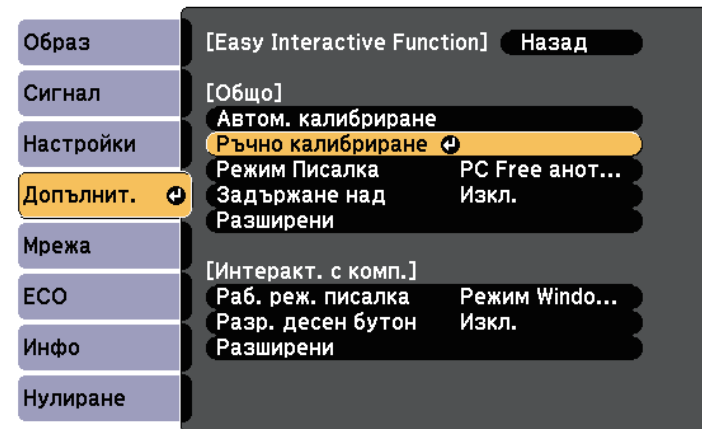 Образ
Сигнал
Настройки
Допълнит.
Мрежа
ECO
Инфо
Нулиране
[Easy Interactive Function] Назад
[Общо]
Автом. калибриране
Ръчно калибриране
Режим Писалка PC Free анот...
Задържане над Изкл.
Разширени
[Интеракт. с комп.]
Раб. реж. писалка Режим Windo...
Разр. десен бутон Изкл.
Разширени